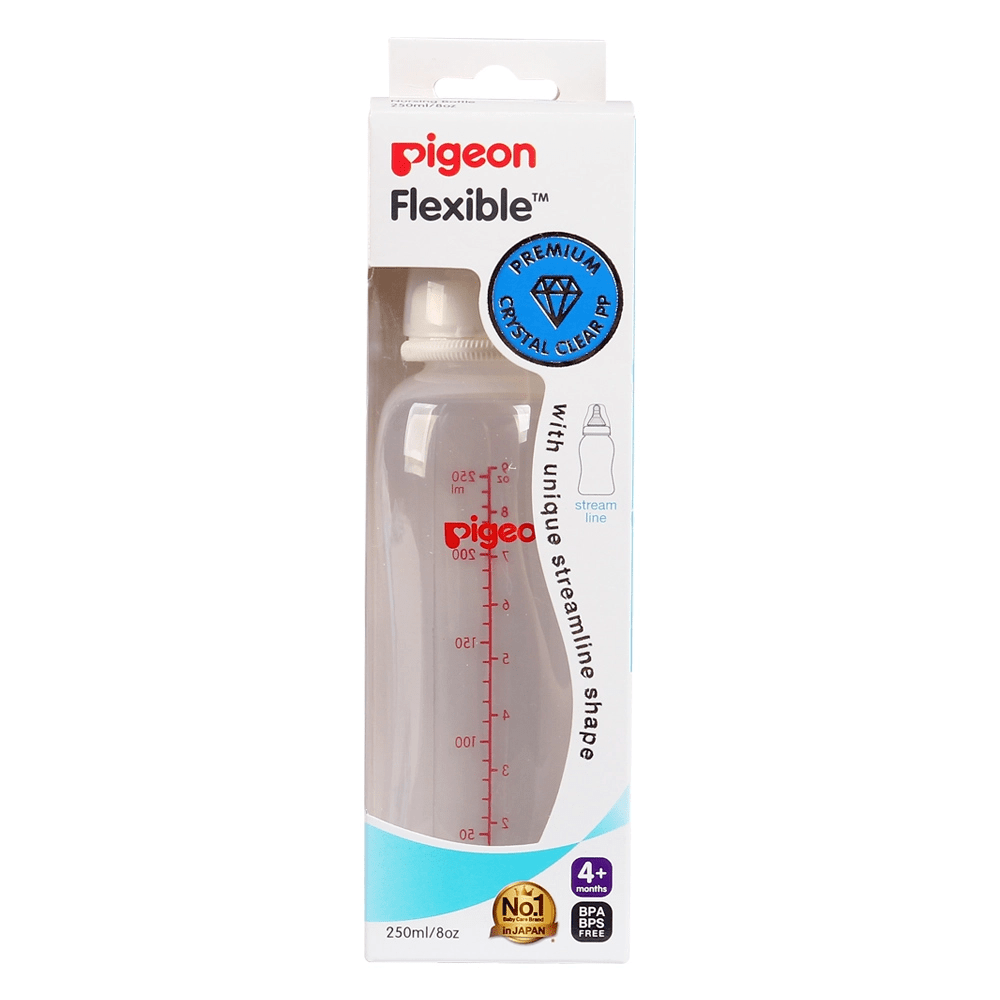 Nursing Bottle
250ml/8oz
pigeon
Flexible™
PREMIUM
CRYSTAL CLEAR PP
with unique streamline shape
stream
line
9
oz
250
ml
8
pigeo
200
7
6
150
5
4
100
3
2
50
4+
months
No.1
Baby Care Brand
in JAPAN
*
BPA
BPS
FREE
250ml/8oz